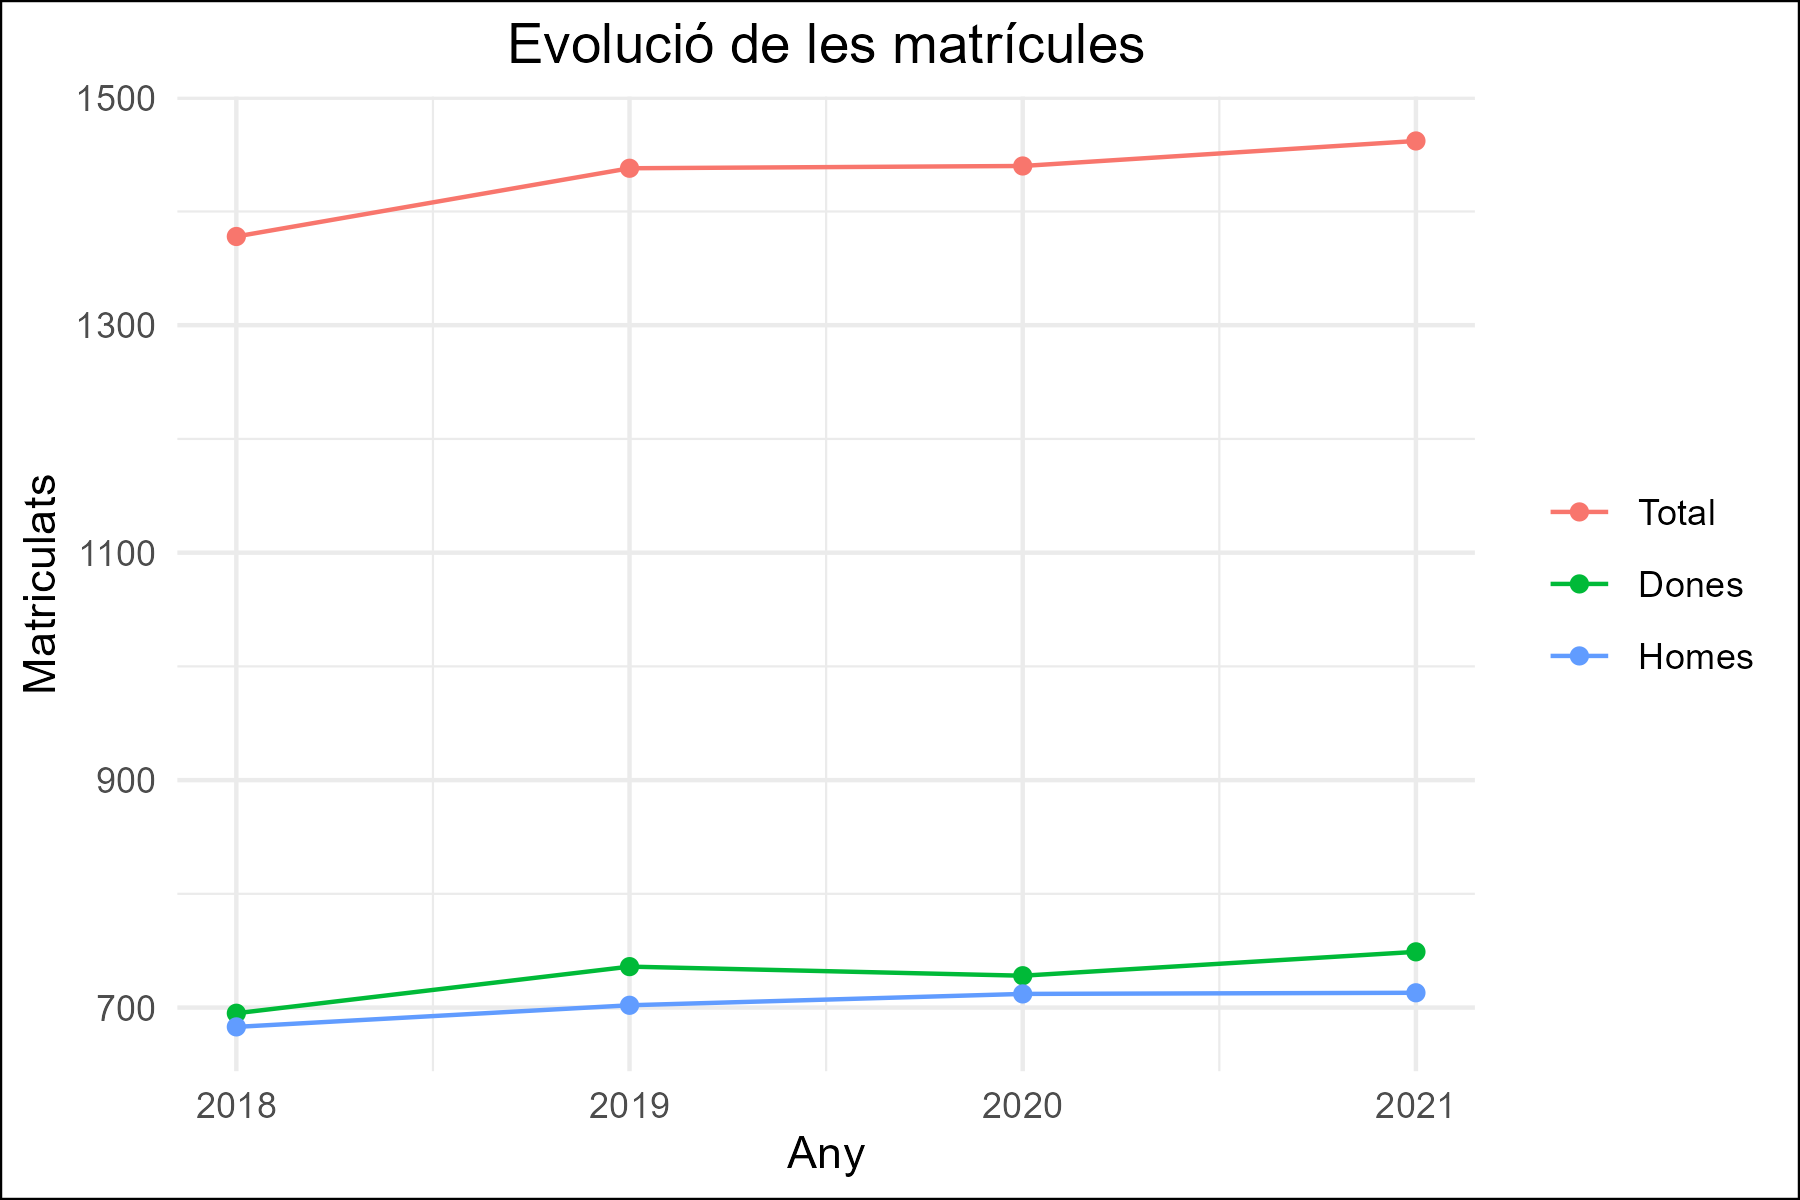 Evolució de les matrícules
1500
1300
1100
900
700
Matriculats
2018 2019 2020 2021
Any
Total
Dones
Homes